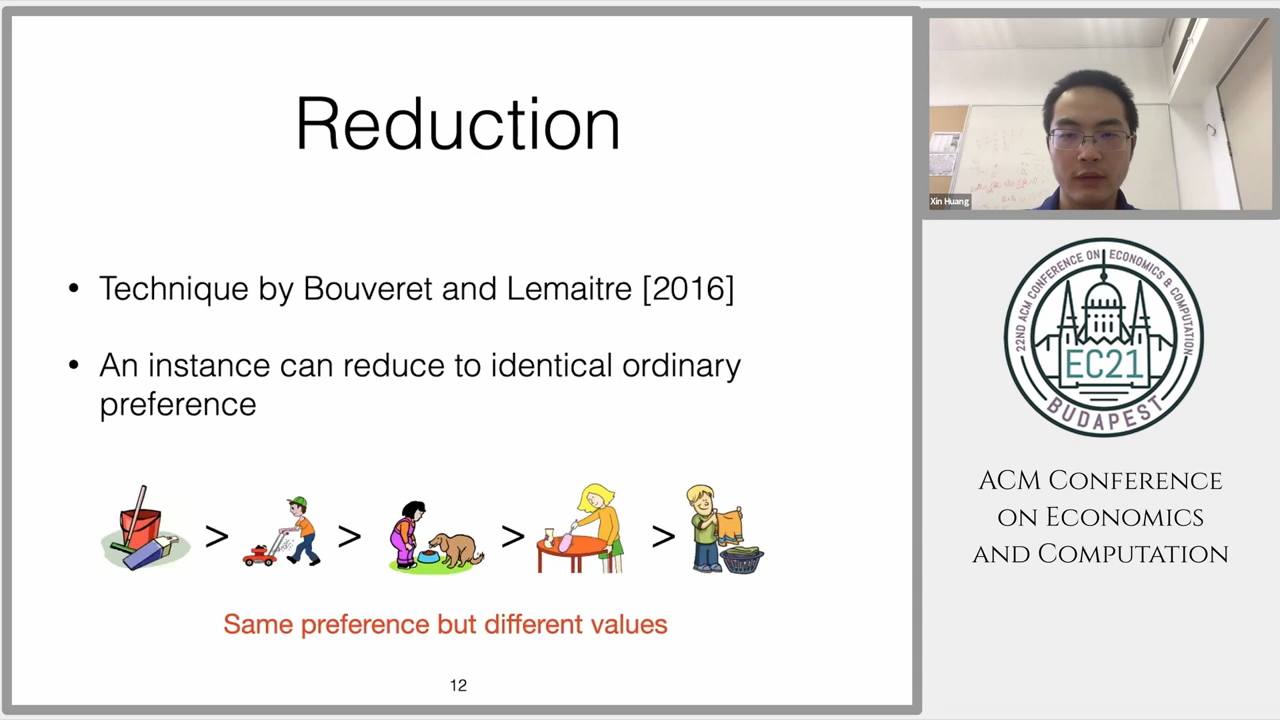 Reduction
• Technique by Bouveret and Lemaitre [2016]
• An instance can reduce to identical ordinary
preference
> > > >
Same preference but different values
12
Xin Huang
22ND ACM CONFERENCE ON ECONOMICS & COMPUTATION
EC21
BUDAPEST
ACM Conference
on Economics
and Computation